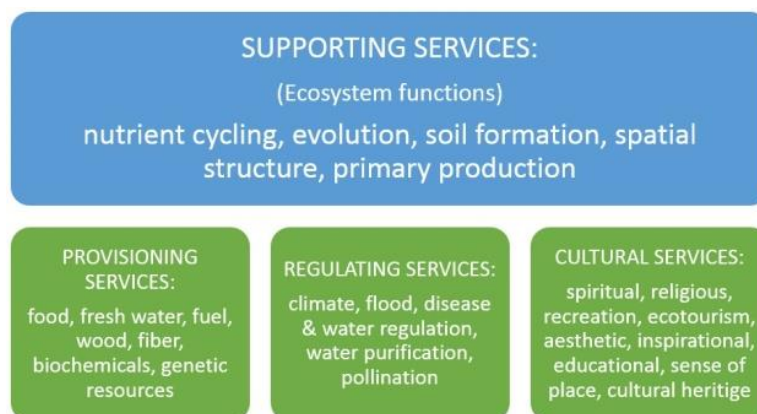 SUPPORTING SERVICES:
(Ecosystem functions)
nutrient cycling, evolution, soil formation, spatial
structure, primary production
PROVISIONING
SERVICES:
food, fresh water, fuel,
wood, fiber,
biochemicals, genetic
resources
REGULATING SERVICES:
climate, flood, disease
& water regulation,
water purification,
pollination
CULTURAL SERVICES:
spiritual, religious,
recreation, ecotourism,
aesthetic, inspirational,
educational, sense of
place, cultural heritige